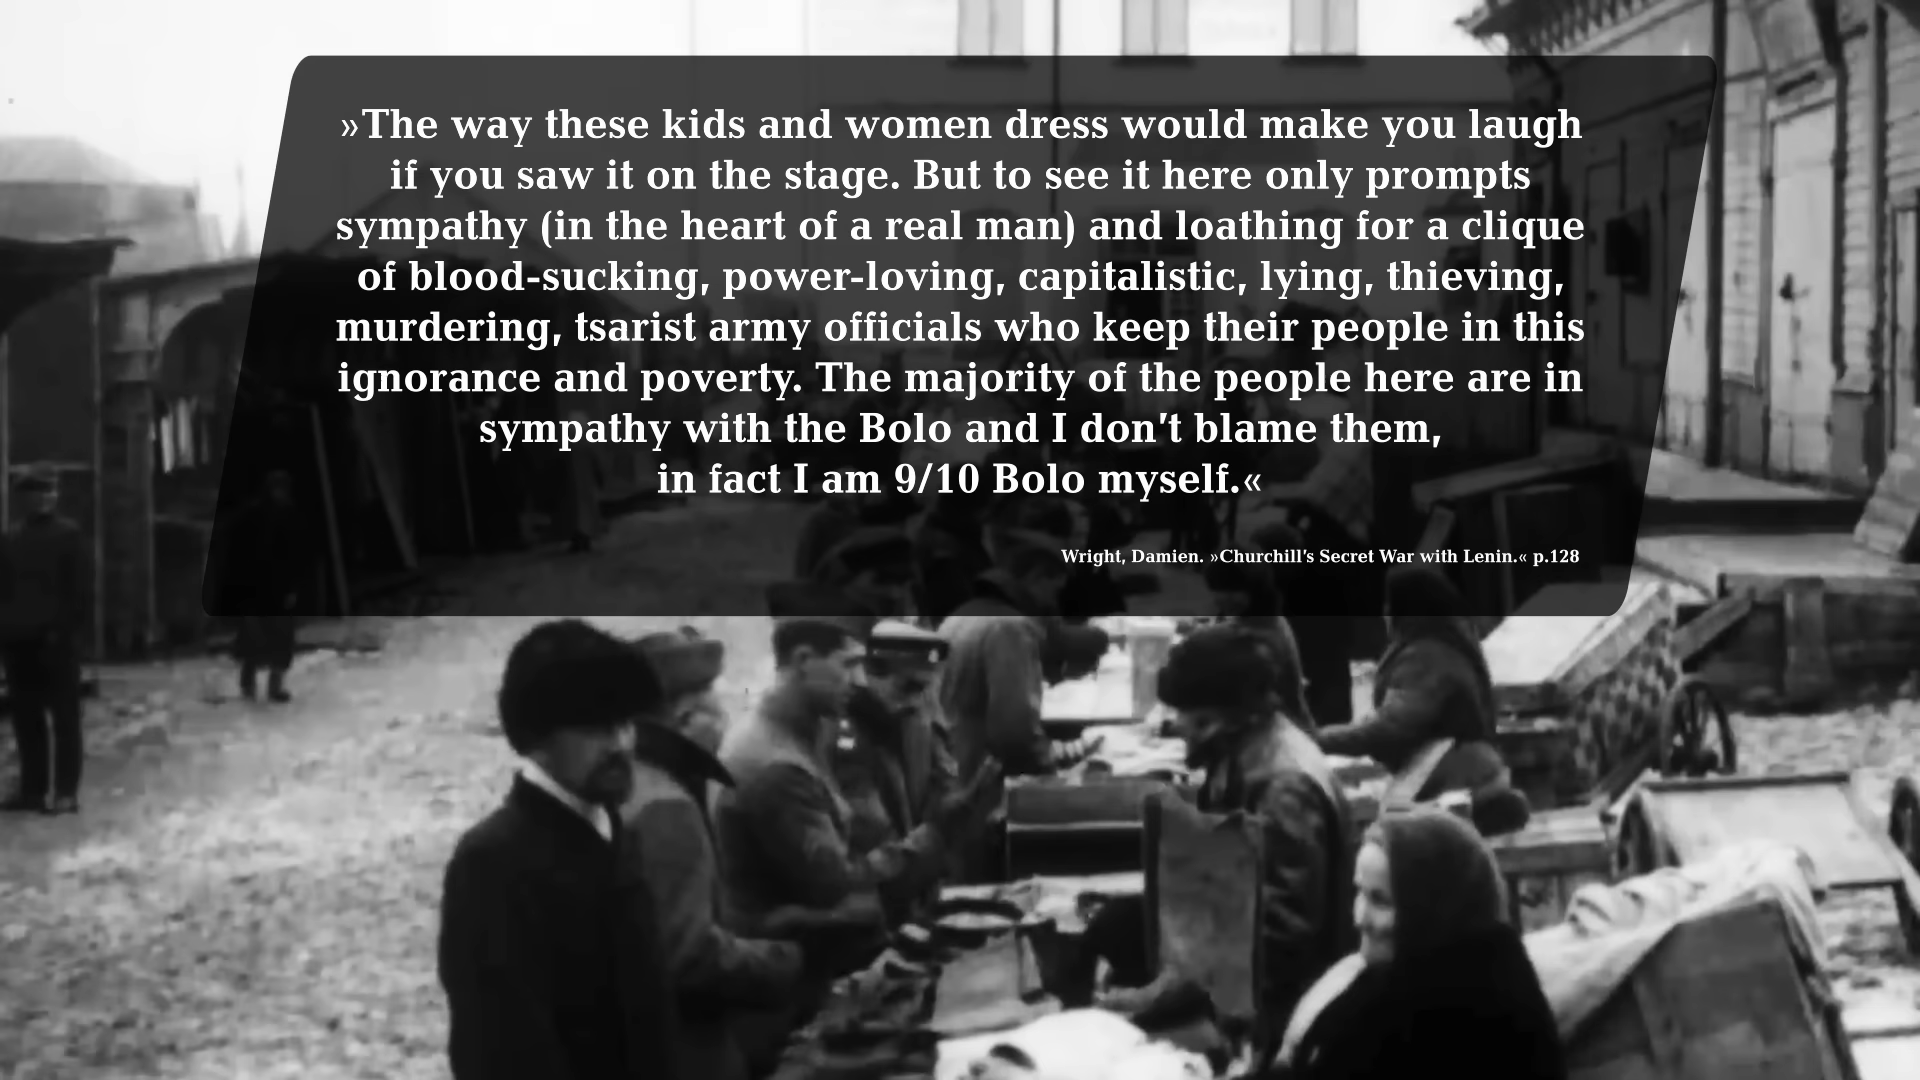 »The way these kids and women dress would make you laugh
if you saw it on the stage. But to see it here only prompts
sympathy (in the heart of a real man) and loathing for a clique
of blood-sucking, power-loving, capitalistic, lying, thieving,
murdering, tsarist army officials who keep their people in this
ignorance and poverty. The majority of the people here are in
sympathy with the Bolo and I don't blame them,
in fact I am 9/10 Bolo myself.«
Wright, Damien. »Churchill's Secret War with Lenin.« p.128